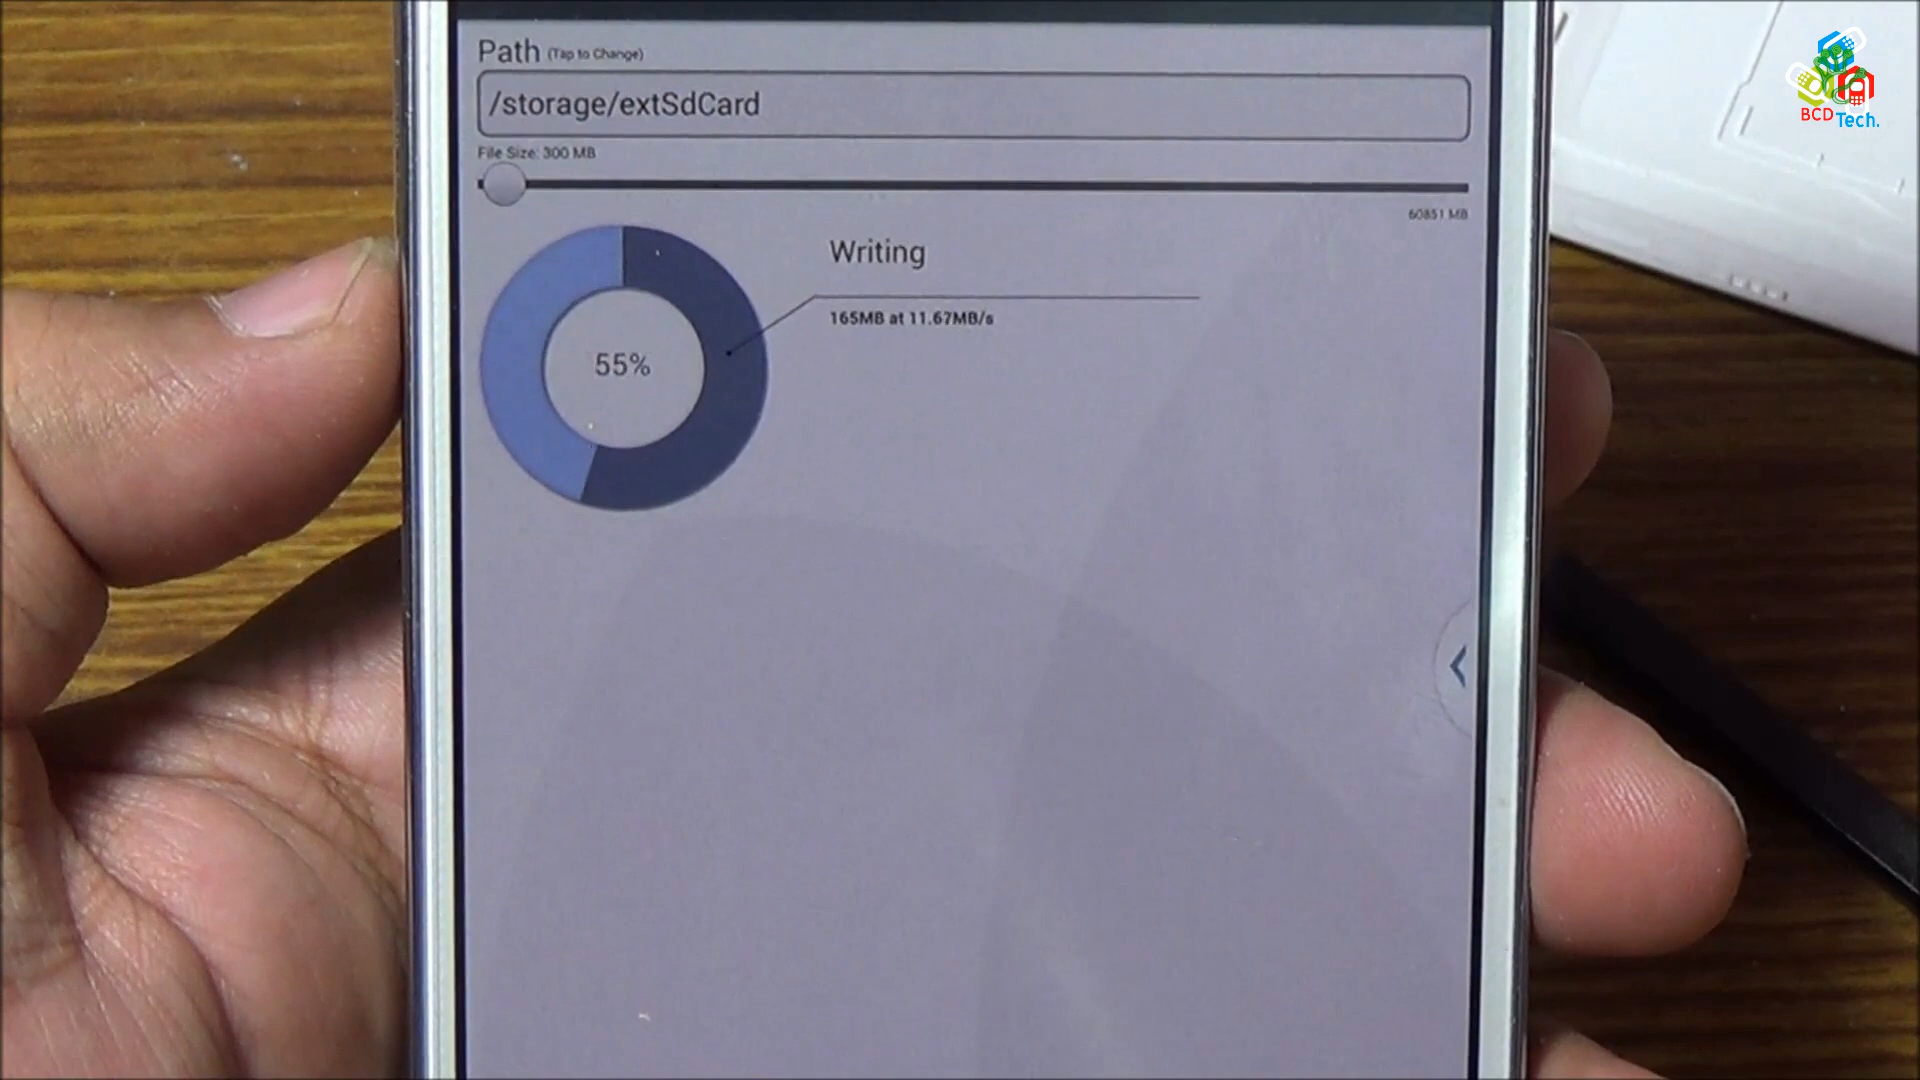 Path (Tap to Change)
/storage/extSdCard
File Size: 300 MB
60851 MB
Writing
165MB at 11.67MB/s
55%
BCD Tech.